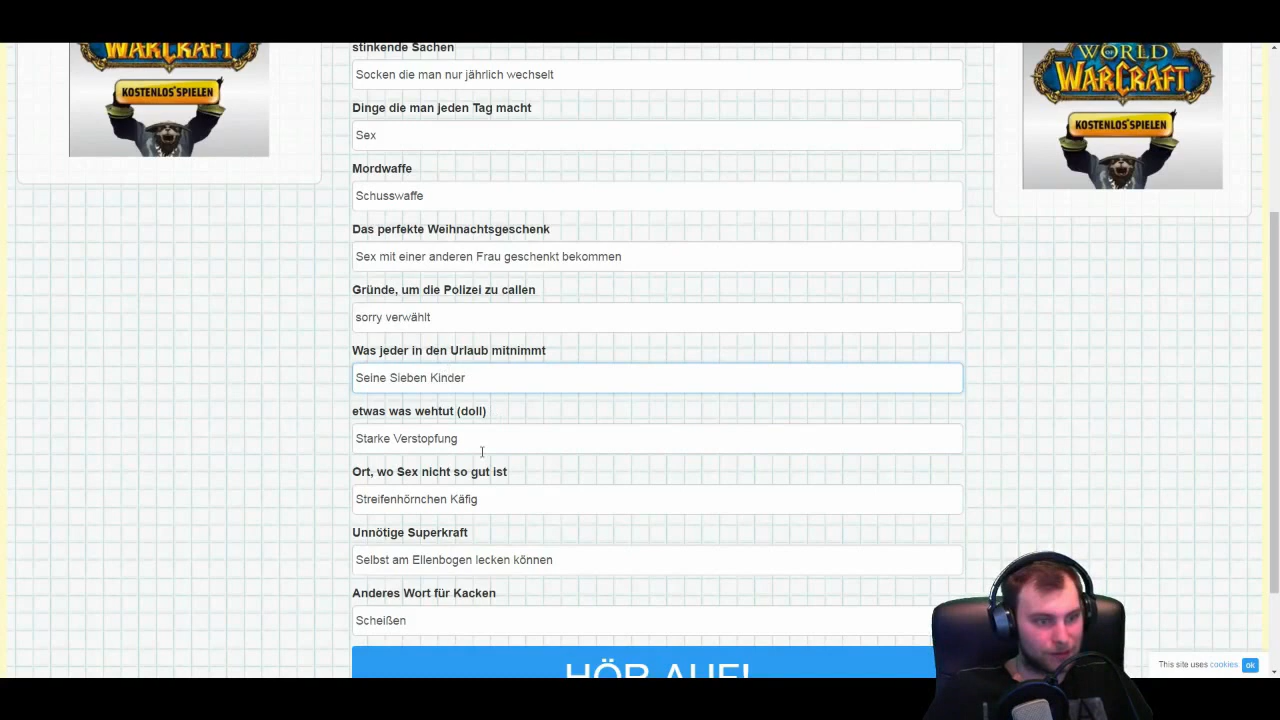 WARCRAFT
KOSTENLOS SPIELEN
stinkende Sachen
Socken die man nur jährlich wechselt
Dinge die man jeden Tag macht
Sex
Mordwaffe
Schusswaffe
Das perfekte Weihnachtsgeschenk
Sex mit einer anderen Frau geschenkt bekommen
Gründe, um die Polizei zu callen
sorry verwählt
Was jeder in den Urlaub mitnimmt
Seine Sieben Kinder
etwas was wehtut (doll)
Starke Verstopfung
Ort, wo Sex nicht so gut ist
Streifenhörnchen Käfig
Unnötige Superkraft
Selbst am Ellenbogen lecken können
Anderes Wort für Kacken
Scheißen
HÖR AUF!
WORLD
OF
WARCRAFT
KOSTENLOS SPIELEN
This site uses cookies ok